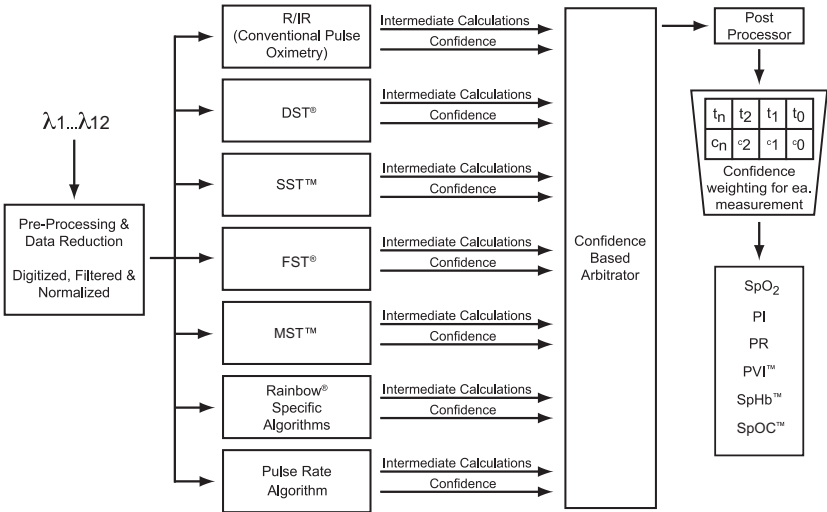 λ1...λ12
Pre-Processing &
Data Reduction
Digitized, Filtered &
Normalized
R/IR
(Conventional Pulse
Oximetry)
Intermediate Calculations
Confidence
DST®
Intermediate Calculations
Confidence
SST™
Intermediate Calculations
Confidence
FST®
Intermediate Calculations
Confidence
MST™
Intermediate Calculations
Confidence
Rainbow®
Specific
Algorithms
Intermediate Calculations
Confidence
Pulse Rate
Algorithm
Intermediate Calculations
Confidence
Confidence
Based
Arbitrator
Post
Processor
tn t2 t1 t0
cn c2 c1 c0
Confidence
weighting for ea.
measurement
SpO2
PI
PR
PVI™
SpHb™
SpOC™